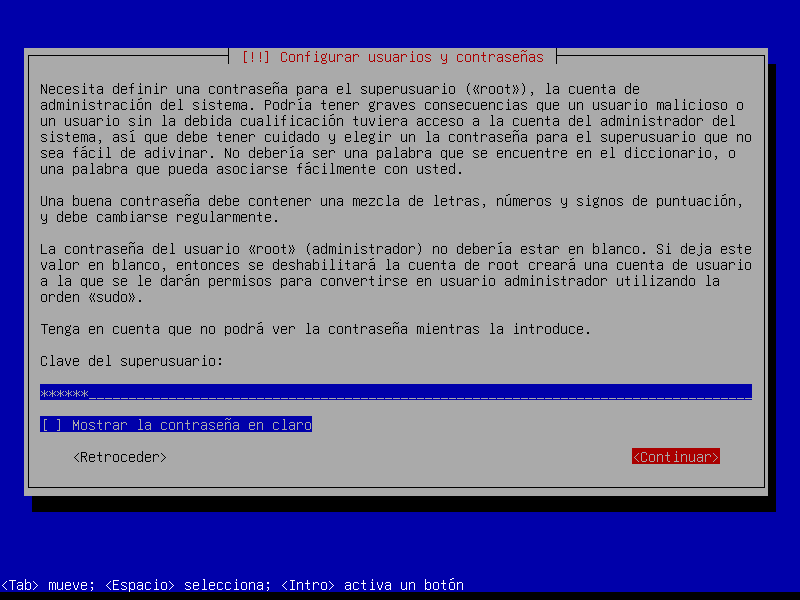 [!!] Configurar usuarios y contraseñas
Necesita definir una contraseña para el superusuario («root»), la cuenta de
administración del sistema. Podría tener graves consecuencias que un usuario malicioso o
un usuario sin la debida cualificación tuviera acceso a la cuenta del administrador del
sistema, así que debe tener cuidado y elegir un la contraseña para el superusuario que no
sea fácil de adivinar. No debería ser una palabra que se encuentre en el diccionario, o
una palabra que pueda asociarse fácilmente con usted.
Una buena contraseña debe contener una mezcla de letras, números y signos de puntuación,
y debe cambiarse regularmente.
La contraseña del usuario «root» (administrador) no debería estar en blanco. Si deja este
valor en blanco, entonces se deshabilitará la cuenta de root creará una cuenta de usuario
a la que se le darán permisos para convertirse en usuario administrador utilizando la
orden «sudo».
Tenga en cuenta que no podrá ver la contraseña mientras la introduce.
Clave del superusuario:
******
[ ] Mostrar la contraseña en claro
<Retroceder> <Continuar>
<Tab> mueve; <Espacio> selecciona; <Intro> activa un botón